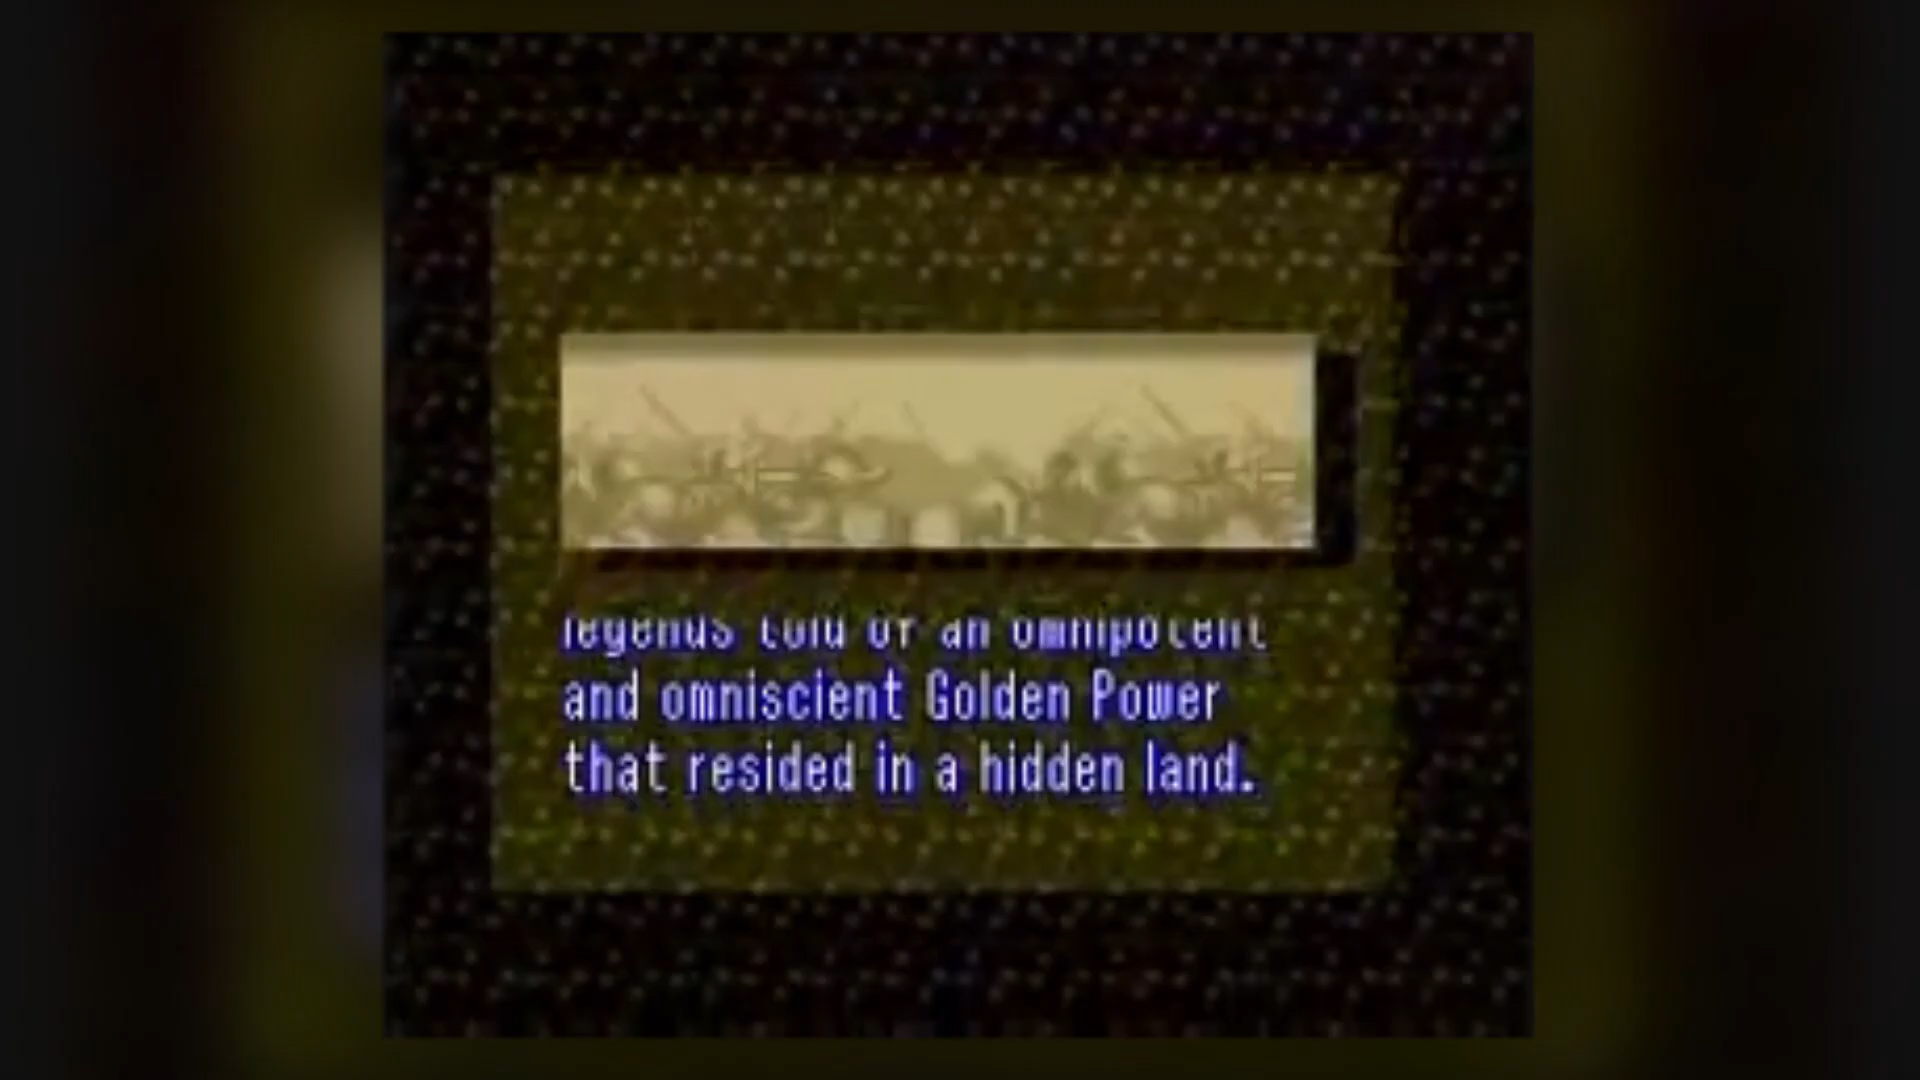 legends told of an omnipotent
and omniscient Golden Power
that resided in a hidden land.